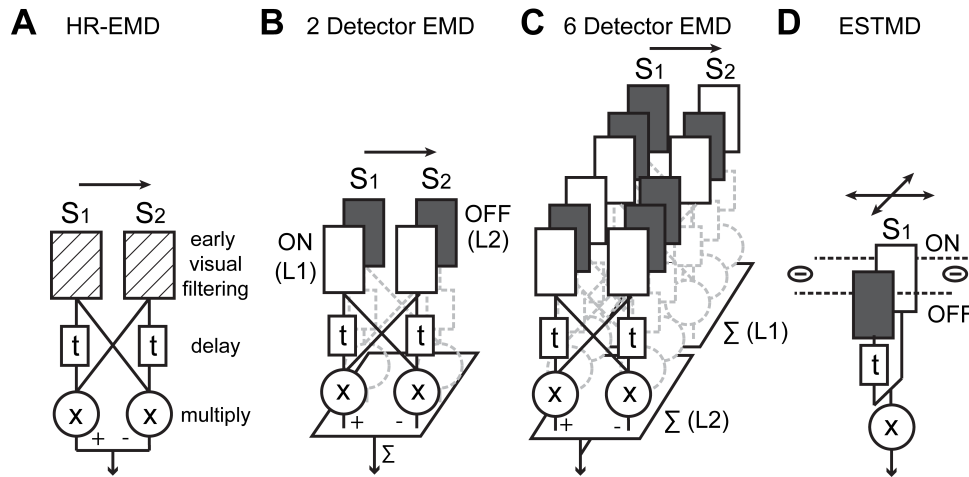 A HR-EMD
S1 S2
early
visual
filtering
t t
delay
x x
multiply
+ -
B 2 Detector EMD
S1 S2
ON
(L1)
OFF
(L2)
t t
x x
+ -
Σ
C 6 Detector EMD
S1 S2
t t
x x
+ -
Σ (L1)
Σ (L2)
D ESTMD
S1
ON
OFF
- -
t
x